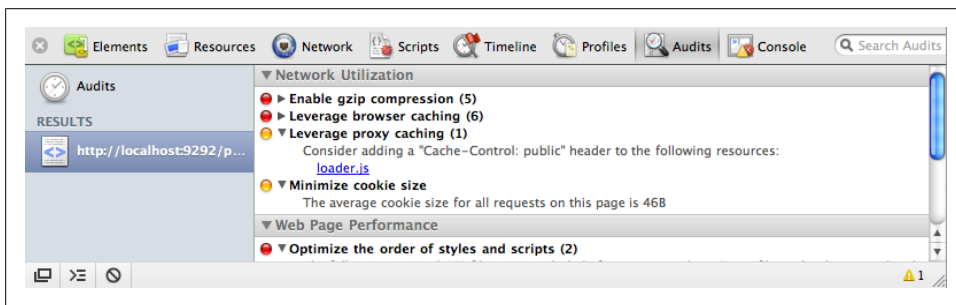 Elements Resources Network Scripts Timeline Profiles Audits Console Search Audits
Audits
RESULTS
http://localhost:9292/p...
Network Utilization
Enable gzip compression (5)
Leverage browser caching (6)
Leverage proxy caching (1)
Consider adding a "Cache-Control: public" header to the following resources:
loader.js
Minimize cookie size
The average cookie size for all requests on this page is 46B
Web Page Performance
Optimize the order of styles and scripts (2)
1